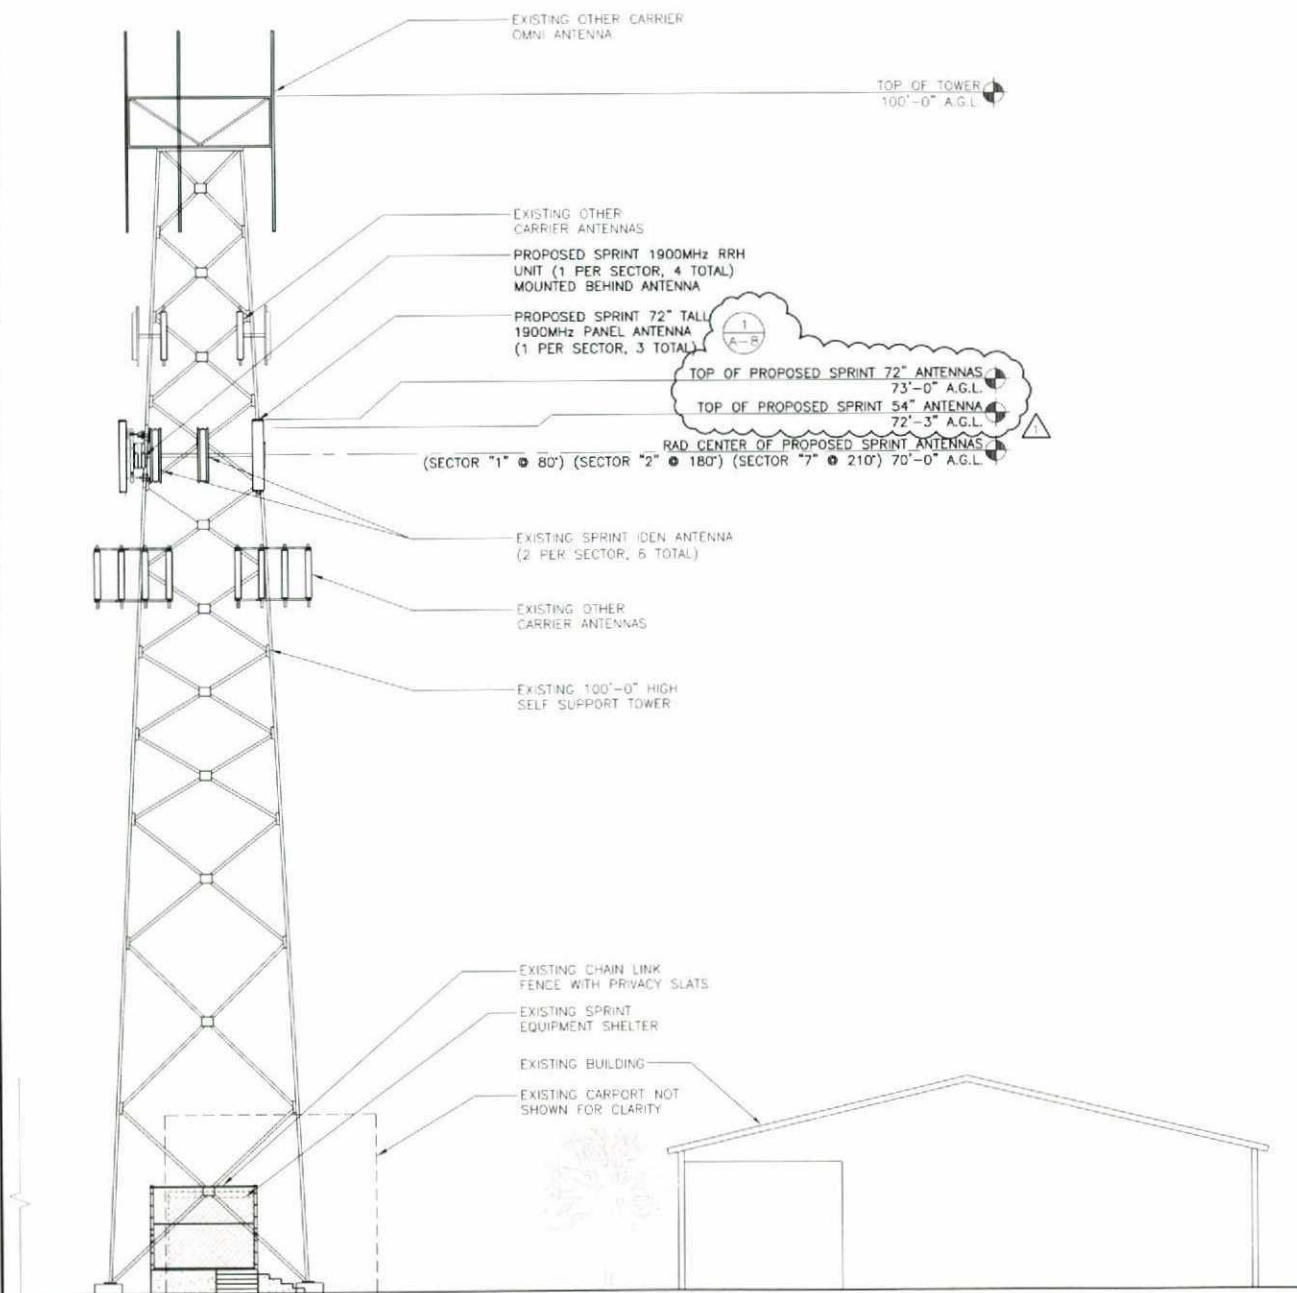 EXISTING OTHER CARRIER
OMNI ANTENNA
TOP OF TOWER
100'-0" A.G.L.
EXISTING OTHER
CARRIER ANTENNAS
PROPOSED SPRINT 1900MHz RRH
UNIT (1 PER SECTOR, 4 TOTAL)
MOUNTED BEHIND ANTENNA
PROPOSED SPRINT 72" TALL
1900MHz PANEL ANTENNA
(1 PER SECTOR, 3 TOTAL)
1
A-8
TOP OF PROPOSED SPRINT 72" ANTENNAS
73'-0" A.G.L.
TOP OF PROPOSED SPRINT 54" ANTENNA
72'-3" A.G.L.
1
RAD CENTER OF PROPOSED SPRINT ANTENNAS
(SECTOR "1" @ 80°) (SECTOR "2" @ 180°) (SECTOR "7" @ 210°) 70'-0" A.G.L.
EXISTING SPRINT IDEN ANTENNA
(2 PER SECTOR, 6 TOTAL)
EXISTING OTHER
CARRIER ANTENNAS
EXISTING 100'-0" HIGH
SELF SUPPORT TOWER
EXISTING CHAIN LINK
FENCE WITH PRIVACY SLATS
EXISTING SPRINT
EQUIPMENT SHELTER
EXISTING BUILDING
EXISTING CARPORT NOT
SHOWN FOR CLARITY